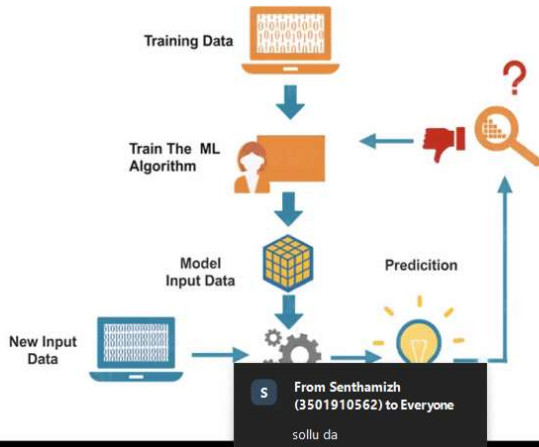 Training Data
?
Train The ML
Algorithm
Model
Input Data
Predicition
New Input
Data
S
From Senthamizh
(3501910562) to Everyone
sollu da